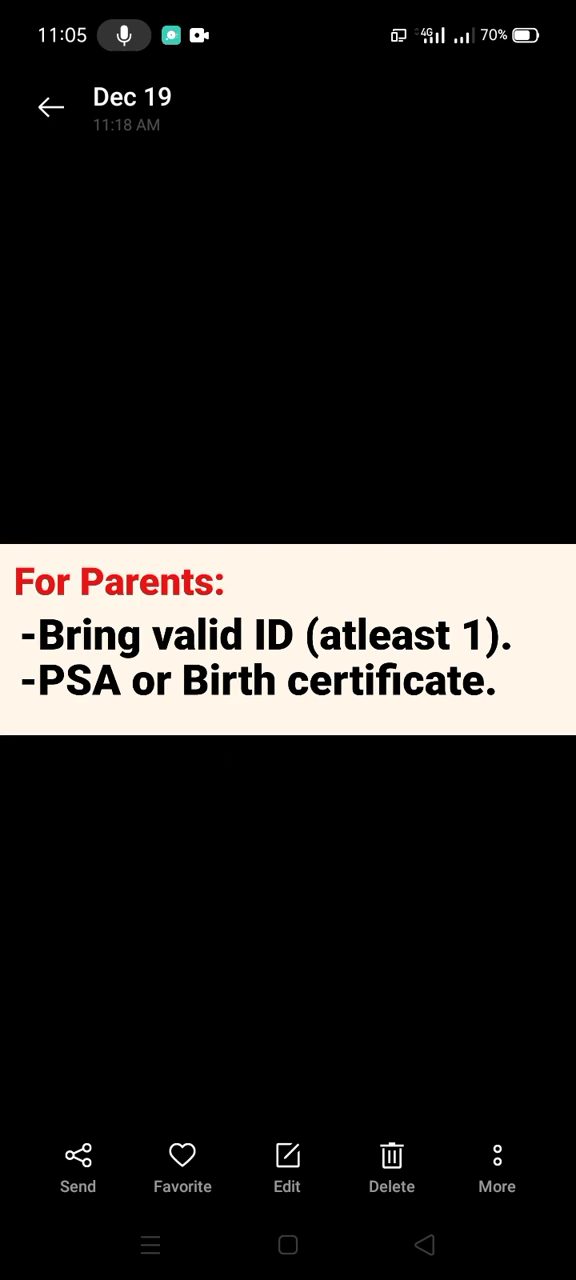 11:05 4G 70%
Dec 19
11:18 AM
For Parents:
-Bring valid ID (atleast 1).
-PSA or Birth certificate.
Send Favorite Edit Delete More